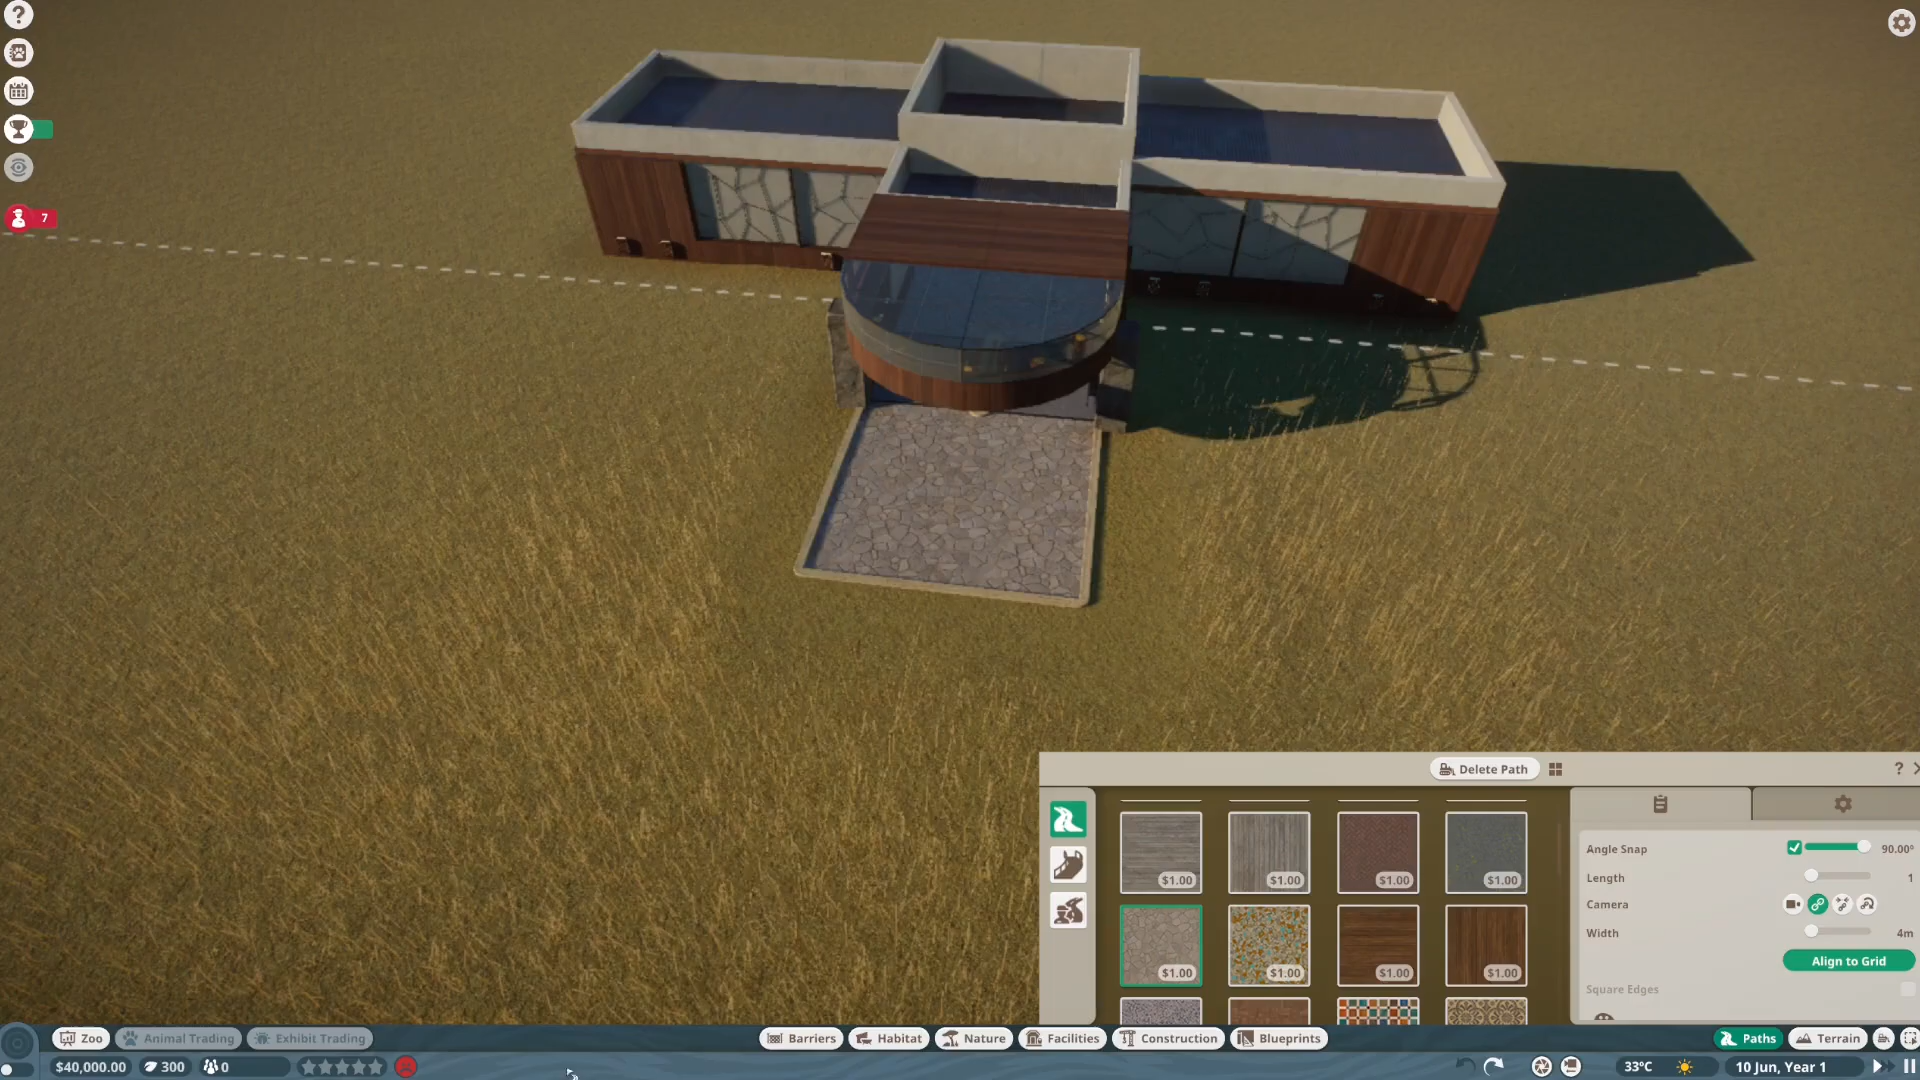 ?
7
Delete Path
?
$1.00
$1.00
$1.00
$1.00
$1.00
$1.00
$1.00
$1.00
Angle Snap
90.00°
Length
1
Camera
Width
4m
Align to Grid
Square Edges
Zoo
Animal Trading
Exhibit Trading
Barriers
Habitat
Nature
Facilities
Construction
Blueprints
Paths
Terrain
$40,000.00
300
0
33°C
10 Jun, Year 1